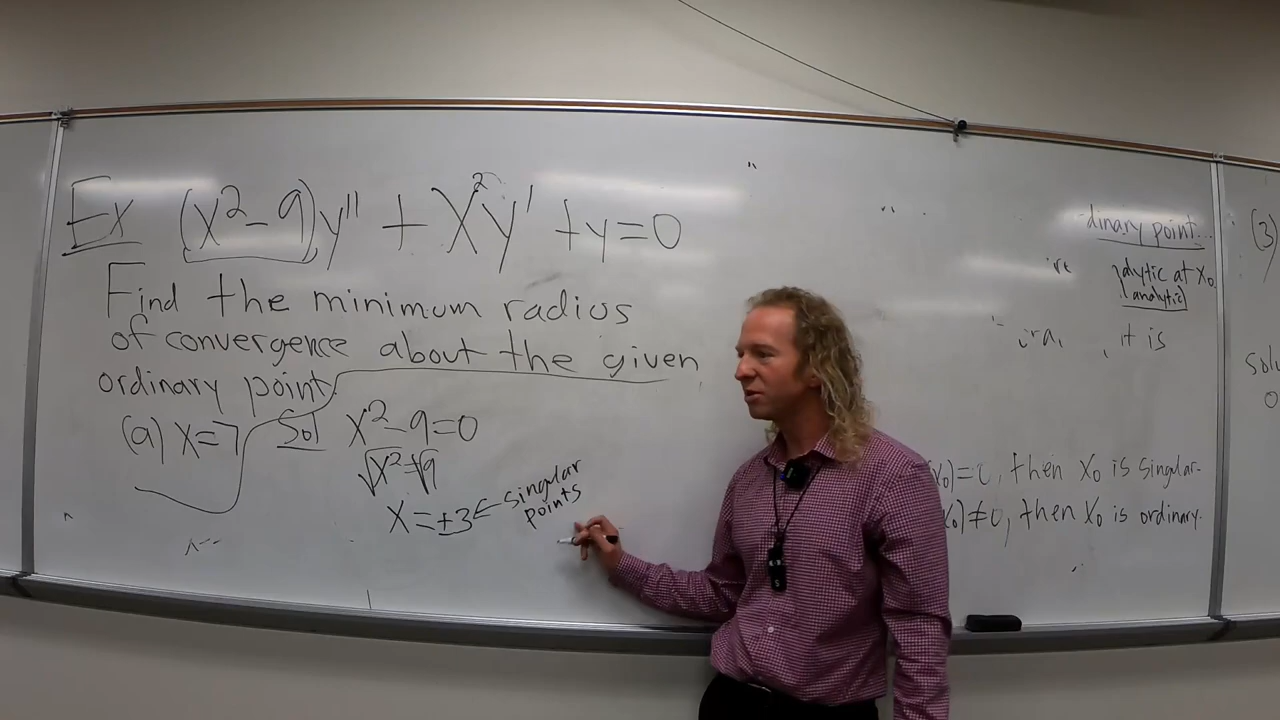 Ex (x²-9)y'' + x²y' + y = 0
Find the minimum radius
of convergence about the given
ordinary point.
(a) x=7
Sol x²-9=0
√x²=√9
x=±3 ← singular
points
dinary point...
alytic at x₀
(analytic)
it is
x₀)=0, then x₀ is singular.
x₀)≠0, then x₀ is ordinary.
(3)